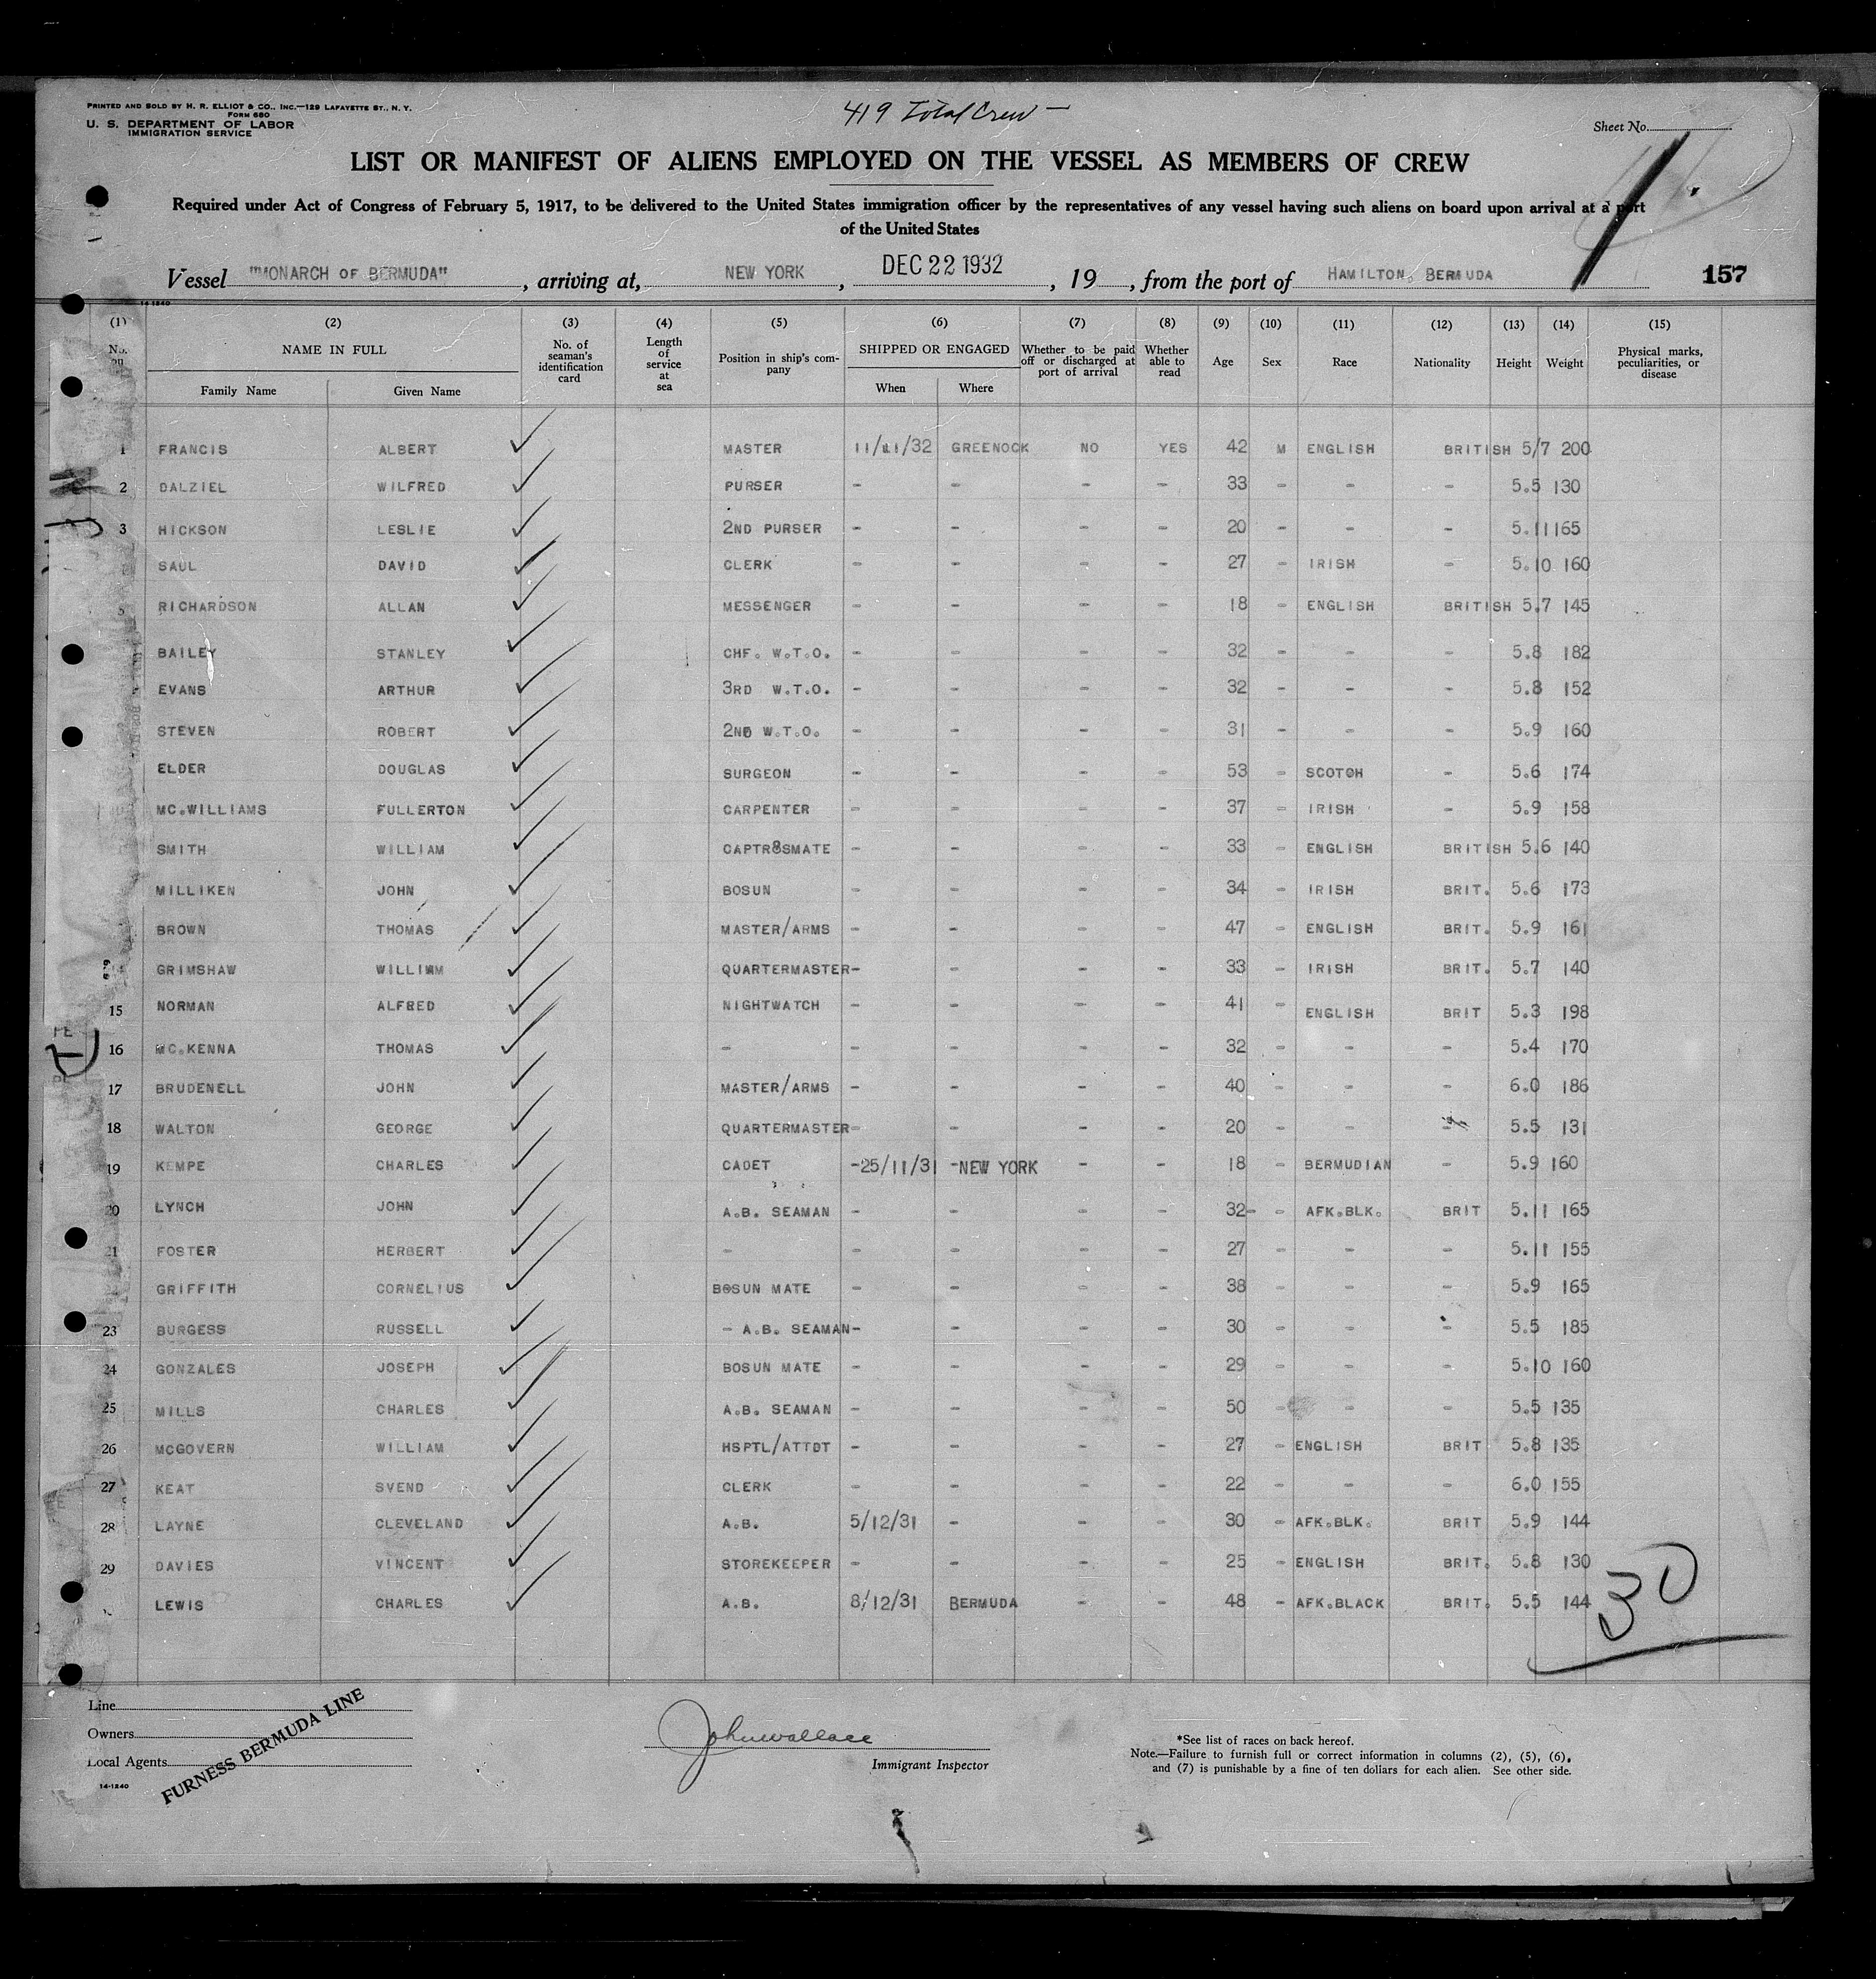 PRINTED AND SOLD BY H. R. ELLIOT & CO., INC.—129 LAFAYETTE ST., N. Y.
FORM 680
U. S. DEPARTMENT OF LABOR
IMMIGRATION SERVICE
419 Total Crew —
Sheet No.
1
LIST OR MANIFEST OF ALIENS EMPLOYED ON THE VESSEL AS MEMBERS OF CREW
Required under Act of Congress of February 5, 1917, to be delivered to the United States immigration officer by the representatives of any vessel having such aliens on board upon arrival at a port
of the United States
Vessel "MONARCH OF BERMUDA", arriving at, NEW YORK, DEC 22 1932, 19, from the port of HAMILTON, BERMUDA 157
14-1240
(1) (2) (3) (4) (5) (6) (7) (8) (9) (10) (11) (12) (13) (14) (15)
No. on NAME IN FULL Family Name Given Name No. of seaman's identification card Length of service at sea Position in ship's company SHIPPED OR ENGAGED When Where Whether to be paid off or discharged at port of arrival Whether able to read Age Sex Race Nationality Height Weight Physical marks, peculiarities, or disease
1 FRANCIS ALBERT ✓ MASTER 11/11/32 GREENOCK NO YES 42 M ENGLISH BRITISH 5/7 200
2 DALZIEL WILFRED ✓ PURSER - - - - 33 - - - 5.5 130
3 HICKSON LESLIE ✓ 2ND PURSER - - - - 20 - - - 5.11 165
SAUL DAVID ✓ CLERK - - - - 27 - IRISH - 5.10 160
5 RICHARDSON ALLAN ✓ MESSENGER - - - - 18 - ENGLISH BRITISH 5.7 145
BAILEY STANLEY ✓ CHF. W.T.O. - - - - 32 - - - 5.8 182
EVANS ARTHUR ✓ 3RD W.T.O. - - - - 32 - - - 5.8 152
STEVEN ROBERT ✓ 2ND W.T.O. - - - - 31 - - - 5.9 160
ELDER DOUGLAS ✓ SURGEON - - - - 53 - SCOTCH - 5.6 174
MC.WILLIAMS FULLERTON ✓ CARPENTER - - - - 37 - IRISH - 5.9 158
SMITH WILLIAM ✓ CAPTR8SMATE - - - - 33 - ENGLISH BRITISH 5.6 140
MILLIKEN JOHN ✓ BOSUN - - - - 34 - IRISH BRIT. 5.6 173
BROWN THOMAS ✓ MASTER/ARMS - - - - 47 - ENGLISH BRIT. 5.9 161
GRIMSHAW WILLIAM ✓ QUARTERMASTER - - - - 33 - IRISH BRIT. 5.7 140
15 NORMAN ALFRED ✓ NIGHTWATCH - - - - 41 - ENGLISH BRIT 5.3 198
16 MC.KENNA THOMAS ✓ - - - - - 32 - - - 5.4 170
17 BRUDENELL JOHN ✓ MASTER/ARMS - - - - 40 - - - 6.0 186
18 WALTON GEORGE ✓ QUARTERMASTER - - - - 20 - - - 5.5 131
19 KEMPE CHARLES ✓ CADET -25/11/31 -NEW YORK - - 18 - BERMUDIAN - 5.9 160
20 LYNCH JOHN ✓ A.B. SEAMAN - - - - 32- - AFK.BLK. BRIT 5.11 165
21 FOSTER HERBERT ✓ - - - - - 27 - - - 5.11 155
GRIFFITH CORNELIUS ✓ BOSUN MATE - - - - 38 - - - 5.9 165
23 BURGESS RUSSELL ✓ - A.B. SEAMAN - - - - 30 - - - 5.5 185
24 GONZALES JOSEPH ✓ BOSUN MATE - - - - 29 - - - 5.10 160
25 MILLS CHARLES ✓ A.B. SEAMAN - - - - 50 - - - 5.5 135
26 MCGOVERN WILLIAM ✓ HSPTL/ATTDT - - - - 27 - ENGLISH BRIT 5.8 135
27 KEAT SVEND ✓ CLERK - - - - 22 - - - 6.0 155
28 LAYNE CLEVELAND ✓ A.B. 5/12/31 - - - 30 - AFK.BLK. BRIT 5.9 144
29 DAVIES VINCENT ✓ STOREKEEPER - - - - 25 - ENGLISH BRIT. 5.8 130
LEWIS CHARLES ✓ A.B. 8/12/31 BERMUDA - - 48 - AFK.BLACK BRIT. 5.5 144
30
Line
Owners
Local Agents
FURNESS BERMUDA LINE
14-1240
John Wallace
Immigrant Inspector
*See list of races on back hereof.
Note.—Failure to furnish full or correct information in columns (2), (5), (6),
and (7) is punishable by a fine of ten dollars for each alien. See other side.